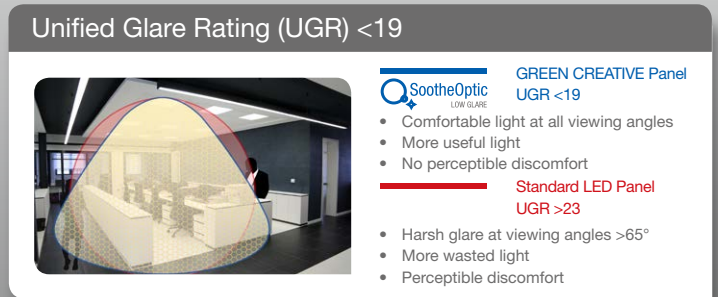 Unified Glare Rating (UGR) <19
GREEN CREATIVE Panel
UGR <19
SootheOptic
LOW GLARE
• Comfortable light at all viewing angles
• More useful light
• No perceptible discomfort
Standard LED Panel
UGR >23
• Harsh glare at viewing angles >65°
• More wasted light
• Perceptible discomfort